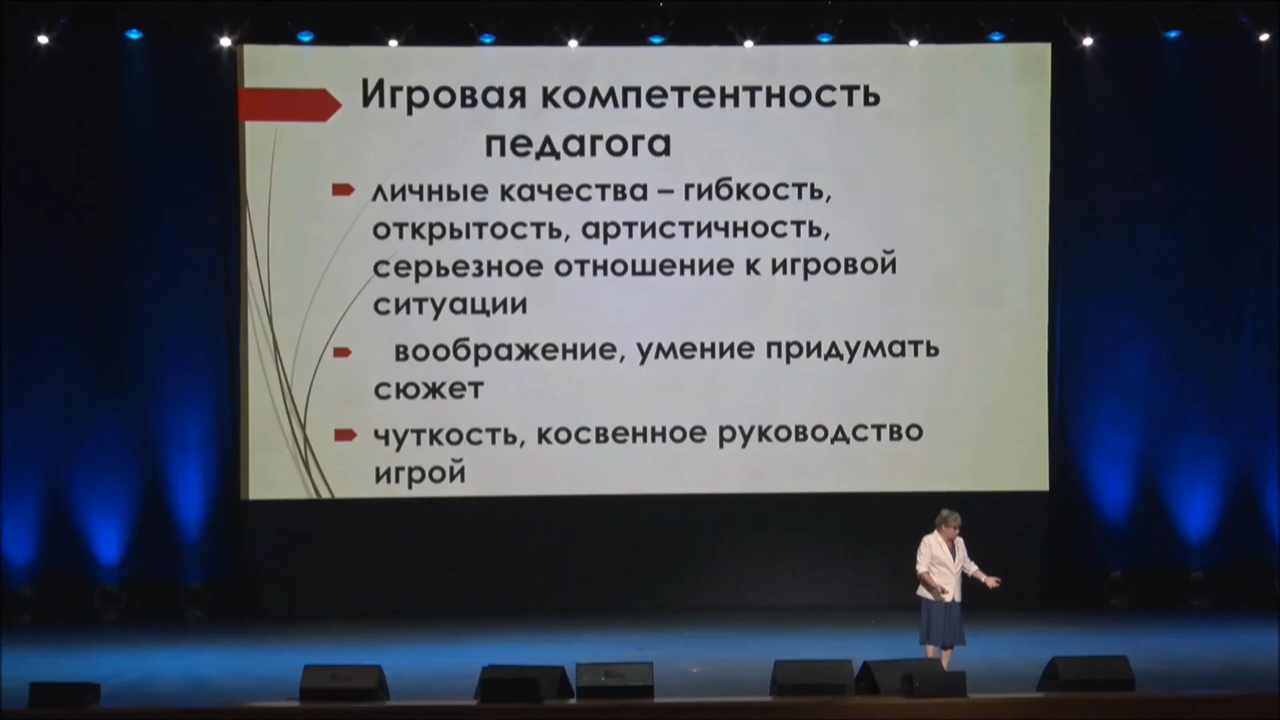 Игровая компетентность
педагога
личные качества – гибкость,
открытость, артистичность,
серьезное отношение к игровой
ситуации
воображение, умение придумать
сюжет
чуткость, косвенное руководство
игрой